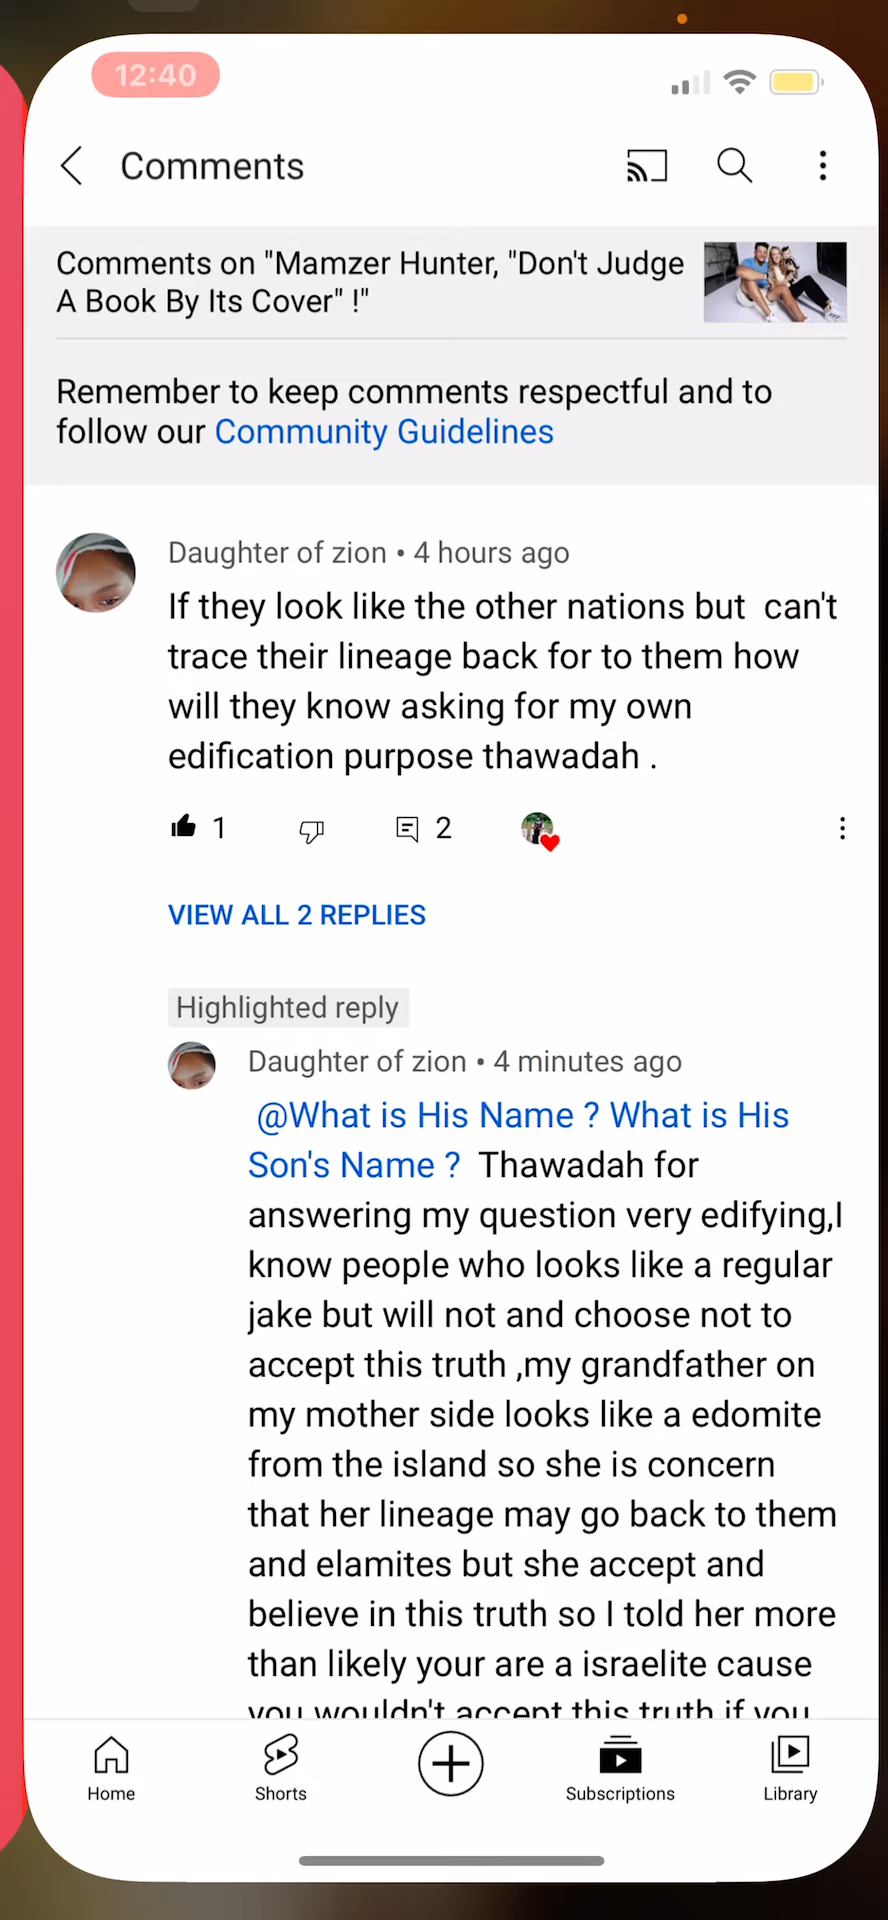 12:40
Comments
Comments on "Mamzer Hunter, "Don't Judge
A Book By Its Cover" !"
Remember to keep comments respectful and to
follow our Community Guidelines
Daughter of zion • 4 hours ago
If they look like the other nations but  can't
trace their lineage back for to them how
will they know asking for my own
edification purpose thawadah .
1
2
VIEW ALL 2 REPLIES
Highlighted reply
Daughter of zion • 4 minutes ago
@What is His Name ? What is His
Son's Name ?  Thawadah for
answering my question very edifying,I
know people who looks like a regular
jake but will not and choose not to
accept this truth ,my grandfather on
my mother side looks like a edomite
from the island so she is concern
that her lineage may go back to them
and elamites but she accept and
believe in this truth so I told her more
than likely your are a israelite cause
you wouldn't accept this truth if you
Home
Shorts
Subscriptions
Library